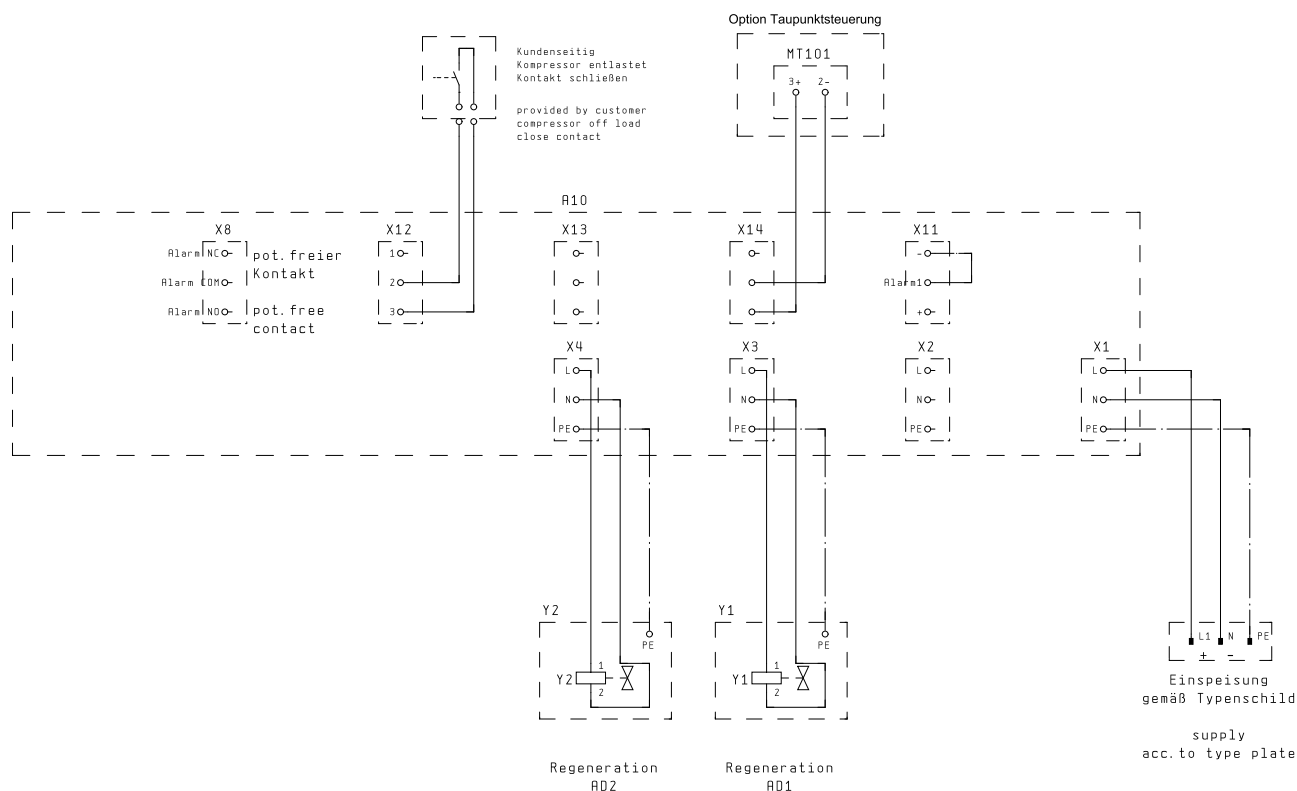 Option Taupunktsteuerung
MT101
3+ 2-
Kundenseitig
Kompressor entlastet
Kontakt schließen
provided by customer
compressor off load
close contact
A10
X8
Alarm NC
Alarm COM
Alarm NO
pot.freier
Kontakt
pot.free
contact
X12
1
2
3
X13
X14
X11
-
Alarm1
+
X4
L
N
PE
X3
L
N
PE
X2
L
N
PE
X1
L
N
PE
Y2
PE
Y2
1
2
Regeneration
AD2
Y1
PE
Y1
1
2
Regeneration
AD1
L1 N PE
+ -
Einspeisung
gemäß Typenschild
supply
acc.to type plate